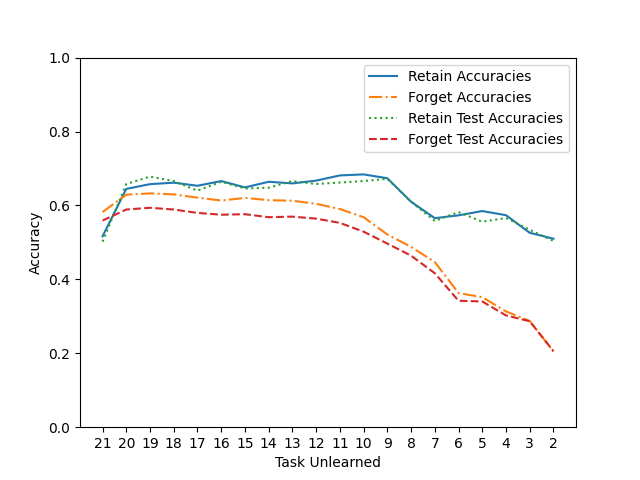 1.0
0.8
0.6
0.4
0.2
0.0
Accuracy
Retain Accuracies
Forget Accuracies
Retain Test Accuracies
Forget Test Accuracies
21 20 19 18 17 16 15 14 13 12 11 10 9 8 7 6 5 4 3 2
Task Unlearned